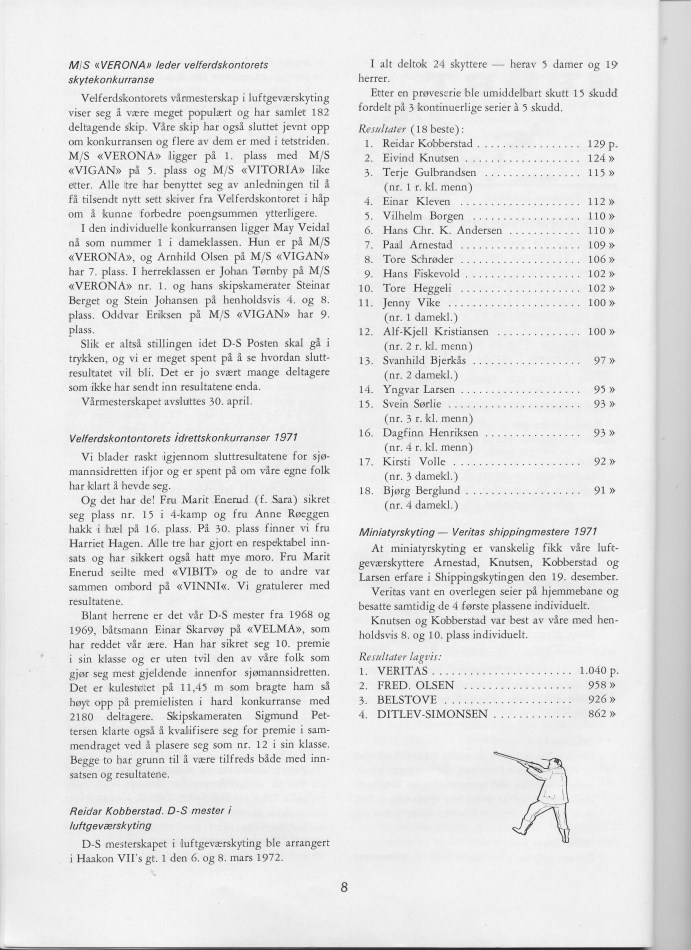 M/S «VERONA» leder velferdskontorets
skytekonkurranse
Velferdskontorets vårmesterskap i luftgeværskyting
viser seg å være meget populært og har samlet 182
deltagende skip. Våre skip har også sluttet jevnt opp
om konkurransen og flere av dem er med i tetstriden.
M/S «VERONA» ligger på 1. plass med M/S
«VIGAN» på 5. plass og M/S «VITORIA» like
etter. Alle tre har benyttet seg av anledningen til å
få tilsendt nytt sett skiver fra Velferdskontoret i håp
om å kunne forbedre poengsummen ytterligere.
I den individuelle konkurransen ligger May Veidal
nå som nummer 1 i dameklassen. Hun er på M/S
«VERONA», og Arnhild Olsen på M/S «VIGAN»
har 7. plass. I herreklassen er Johan Tørnby på M/S
«VERONA» nr. 1. og hans skipskamerater Steinar
Berget og Stein Johansen på henholdsvis 4. og 8.
plass. Oddvar Eriksen på M/S «VIGAN» har 9.
plass.
Slik er altså stillingen idet D-S Posten skal gå i
trykken, og vi er meget spent på å se hvordan slutt-
resultatet vil bli. Det er jo svært mange deltagere
som ikke har sendt inn resultatene enda.
Vårmesterskapet avsluttes 30. april.
Velferdskontontorets idrettskonkurranser 1971
Vi blader raskt igjennom sluttresultatene for sjø-
mannsidretten ifjor og er spent på om våre egne folk
har klart å hevde seg.
Og det har de! Fru Marit Enerud (f. Sara) sikret
seg plass nr. 15 i 4-kamp og fru Anne Røeggen
hakk i hæl på 16. plass. På 30. plass finner vi fru
Harriet Hagen. Alle tre har gjort en respektabel inn-
sats og har sikkert også hatt mye moro. Fru Marit
Enerud seilte med «VIBIT» og de to andre var
sammen ombord på «VINNI«. Vi gratulerer med
resultatene.
Blant herrene er det vår D-S mester fra 1968 og
1969, båtsmann Einar Skarvøy på «VELMA», som
har reddet vår ære. Han har sikret seg 10. premie
i sin klasse og er uten tvil den av våre folk som
gjør seg mest gjeldende innenfor sjømannsidretten.
Det er kulestøtet på 11,45 m som bragte ham så
høyt opp på premielisten i hard konkurranse med
2180 deltagere. Skipskameraten Sigmund Pet-
tersen klarte også å kvalifisere seg for premie i sam-
mendraget ved å plasere seg som nr. 12 i sin klasse.
Begge to har grunn til å være tilfreds både med inn-
satsen og resultatene.
Reidar Kobberstad. D-S mester i
luftgeværskyting
D-S mesterskapet i luftgeværskyting ble arrangert
i Haakon VII's gt. 1 den 6. og 8. mars 1972.
I alt deltok 24 skyttere — herav 5 damer og 19
herrer.
Etter en prøveserie ble umiddelbart skutt 15 skudd
fordelt på 3 kontinuerlige serier à 5 skudd.
Resultater (18 beste):
1. Reidar Kobberstad . . . . . . . . . . . . . . . . . 129 p.
2. Eivind Knutsen . . . . . . . . . . . . . . . . . . . 124 »
3. Terje Gulbrandsen . . . . . . . . . . . . . . . . 115 »
(nr. 1 r. kl. menn)
4. Einar Kleven . . . . . . . . . . . . . . . . . . . . 112 »
5. Vilhelm Borgen . . . . . . . . . . . . . . . . . . 110 »
6. Hans Chr. K. Andersen . . . . . . . . . . . . 110 »
7. Paal Arnestad . . . . . . . . . . . . . . . . . . . 109 »
8. Tore Schrøder . . . . . . . . . . . . . . . . . . . 106 »
9. Hans Fiskevold . . . . . . . . . . . . . . . . . . . 102 »
10. Tore Heggeli . . . . . . . . . . . . . . . . . . . . 102 »
11. Jenny Vike . . . . . . . . . . . . . . . . . . . . . . 100 »
(nr. 1 damekl.)
12. Alf-Kjell Kristiansen . . . . . . . . . . . . . . 100 »
(nr. 2 r. kl. menn)
13. Svanhild Bjerkås . . . . . . . . . . . . . . . . . . 97 »
(nr. 2 damekl.)
14. Yngvar Larsen . . . . . . . . . . . . . . . . . . . . 95 »
15. Svein Sørlie . . . . . . . . . . . . . . . . . . . . . . 93 »
(nr. 3 r. kl. menn)
16. Dagfinn Henriksen . . . . . . . . . . . . . . . . 93 »
(nr. 4 r. kl. menn)
17. Kirsti Volle . . . . . . . . . . . . . . . . . . . . . 92 »
(nr. 3 damekl.)
18. Bjørg Berglund . . . . . . . . . . . . . . . . . . . 91 »
(nr. 4 damekl.)
Miniatyrskyting — Veritas shippingmestere 1971
At miniatyrskyting er vanskelig fikk våre luft-
geværskyttere Arnestad, Knutsen, Kobberstad og
Larsen erfare i Shippingskytingen den 19. desember.
Veritas vant en overlegen seier på hjemmebane og
besatte samtidig de 4 første plassene individuelt.
Knutsen og Kobberstad var best av våre med hen-
holdsvis 8. og 10. plass individuelt.
Resultater lagvis:
1. VERITAS . . . . . . . . . . . . . . . . . . . . . . . 1.040 p.
2. FRED. OLSEN . . . . . . . . . . . . . . . . . . 958 »
3. BELSTOVE . . . . . . . . . . . . . . . . . . . . . 926 »
4. DITLEV-SIMONSEN . . . . . . . . . . . . . 862 »
8